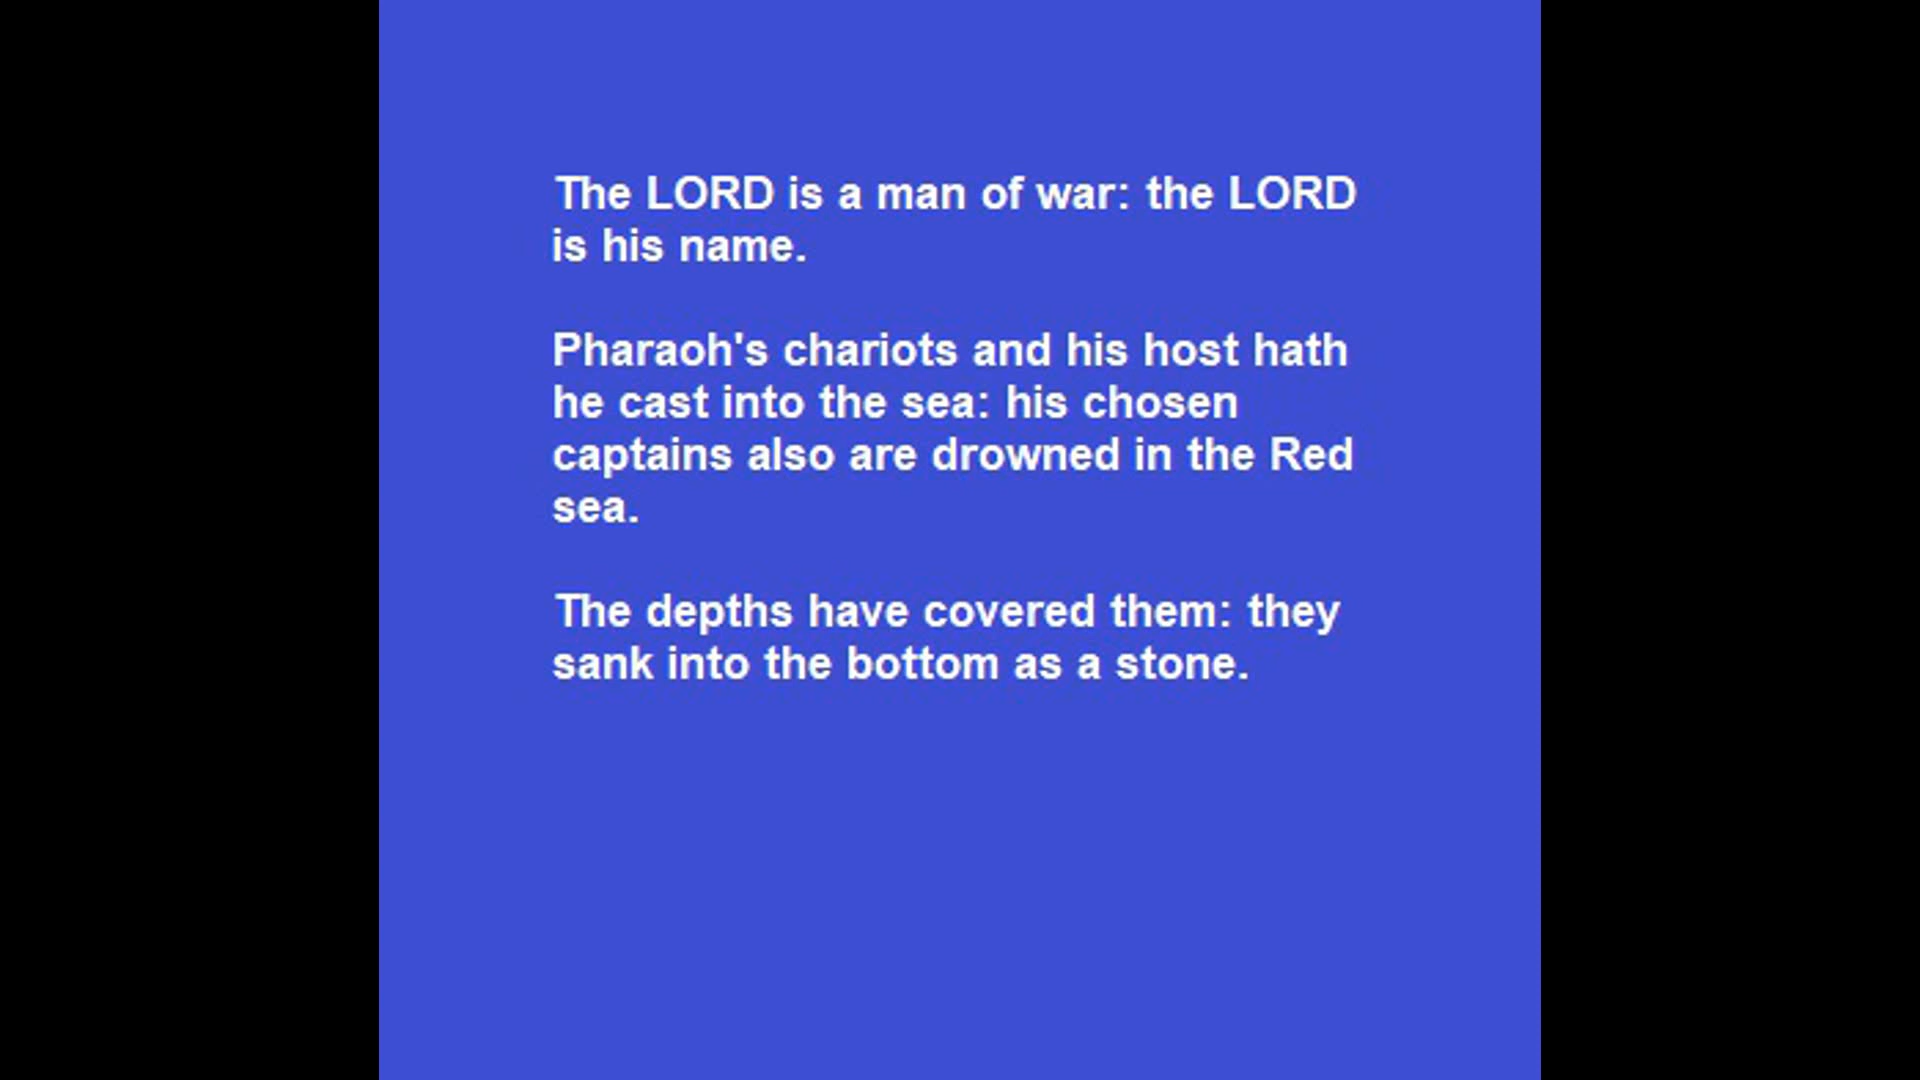 The LORD is a man of war: the LORD
is his name.
Pharaoh's chariots and his host hath
he cast into the sea: his chosen
captains also are drowned in the Red
sea.
The depths have covered them: they
sank into the bottom as a stone.